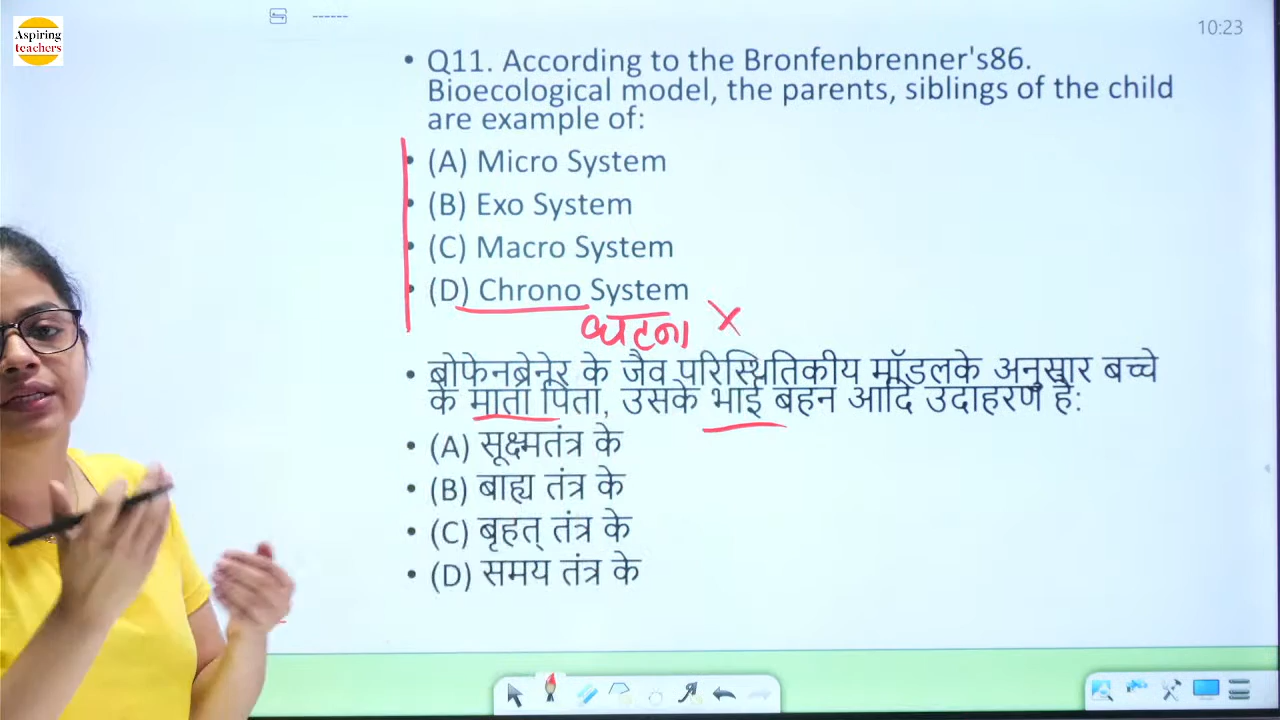 Aspiring
teachers
10:23
• Q11. According to the Bronfenbrenner's86.
Bioecological model, the parents, siblings of the child
are example of:
• (A) Micro System
• (B) Exo System
• (C) Macro System
• (D) Chrono System
घटना X
• बोफेनब्रेनेर के जैव परिस्थितिकीय मॉडलके अनुसार बच्चे
के माता पिता, उसके भाई बहन आदि उदाहरण है:
• (A) सूक्ष्मतंत्र के
• (B) बाह्य तंत्र के
• (C) बृहत् तंत्र के
• (D) समय तंत्र के